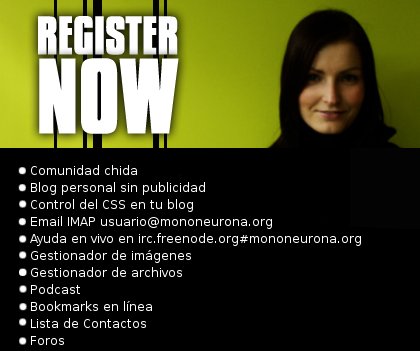 REGISTER
NOW
Comunidad chida
Blog personal sin publicidad
Control del CSS en tu blog
Email IMAP usuario@mononeurona.org
Ayuda en vivo en irc.freenode.org#mononeurona.org
Gestionador de imágenes
Gestionador de archivos
Podcast
Bookmarks en línea
Lista de Contactos
Foros